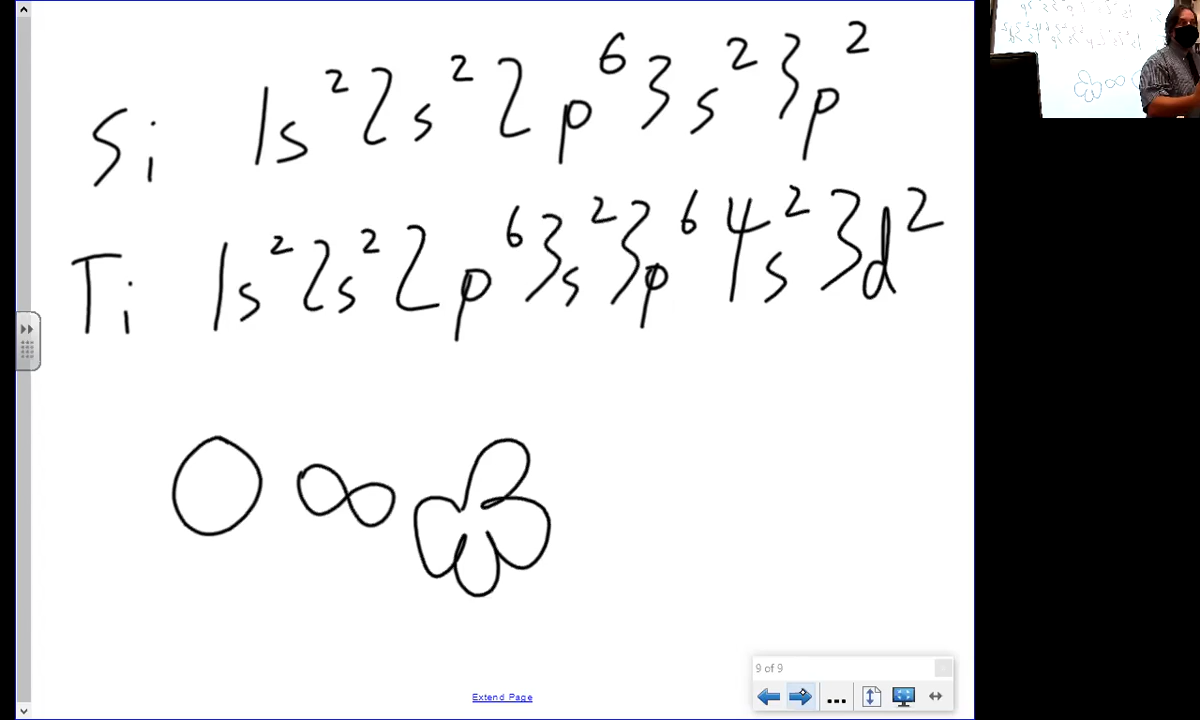 Si 1s²2s²2p⁶3s²3p²
Ti 1s²2s²2p⁶3s²3p⁶4s²3d²
9 of 9
...
Extend Page